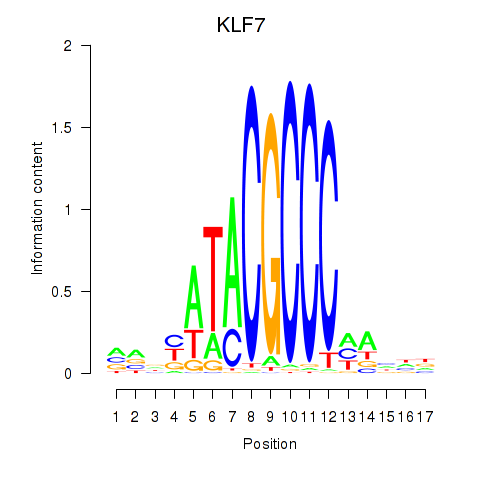 KLF7
2
1.5
1
0.5
0
Information content
A A C T G A T G T A G A C C G C C C T A C T A T
1 2 3 4 5 6 7 8 9 10 11 12 13 14 15 16 17
Position